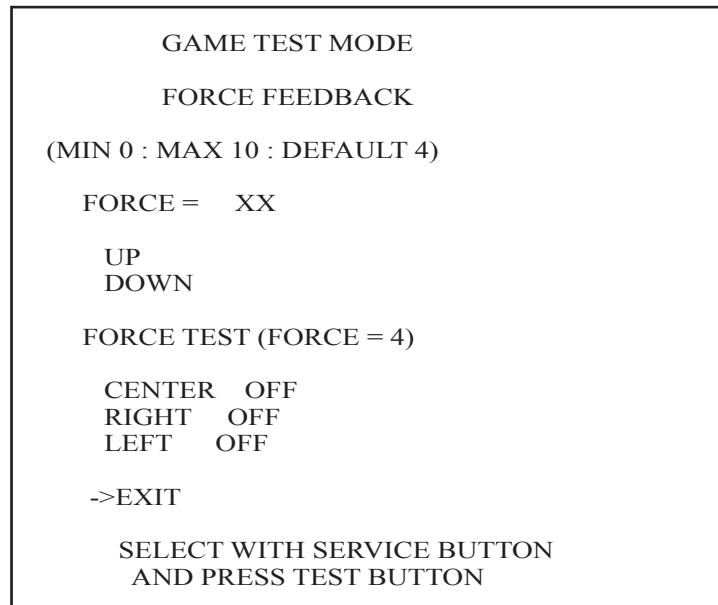 GAME TEST MODE
FORCE FEEDBACK
(MIN 0 : MAX 10 : DEFAULT 4)
FORCE = XX
UP
DOWN
FORCE TEST (FORCE = 4)
CENTER OFF
RIGHT OFF
LEFT OFF
->EXIT
SELECT WITH SERVICE BUTTON
AND PRESS TEST BUTTON